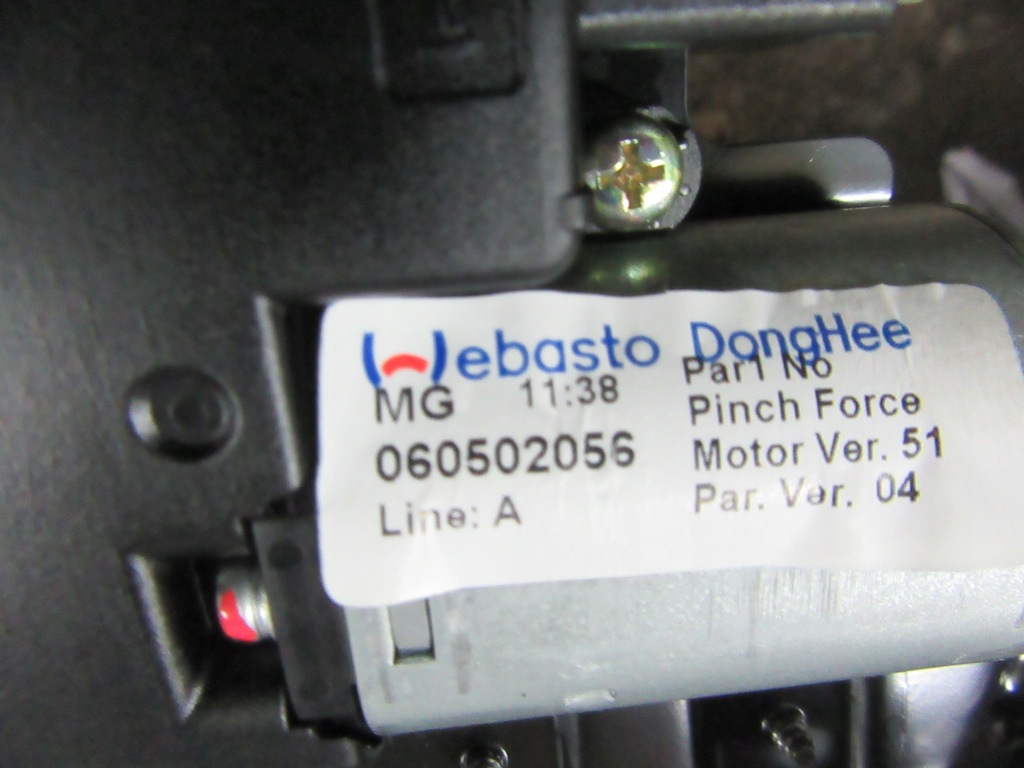 Webasto DongHee
MG 11:38
060502056
Line: A
Part No
Pinch Force
Motor Ver. 51
Par. Ver. 04